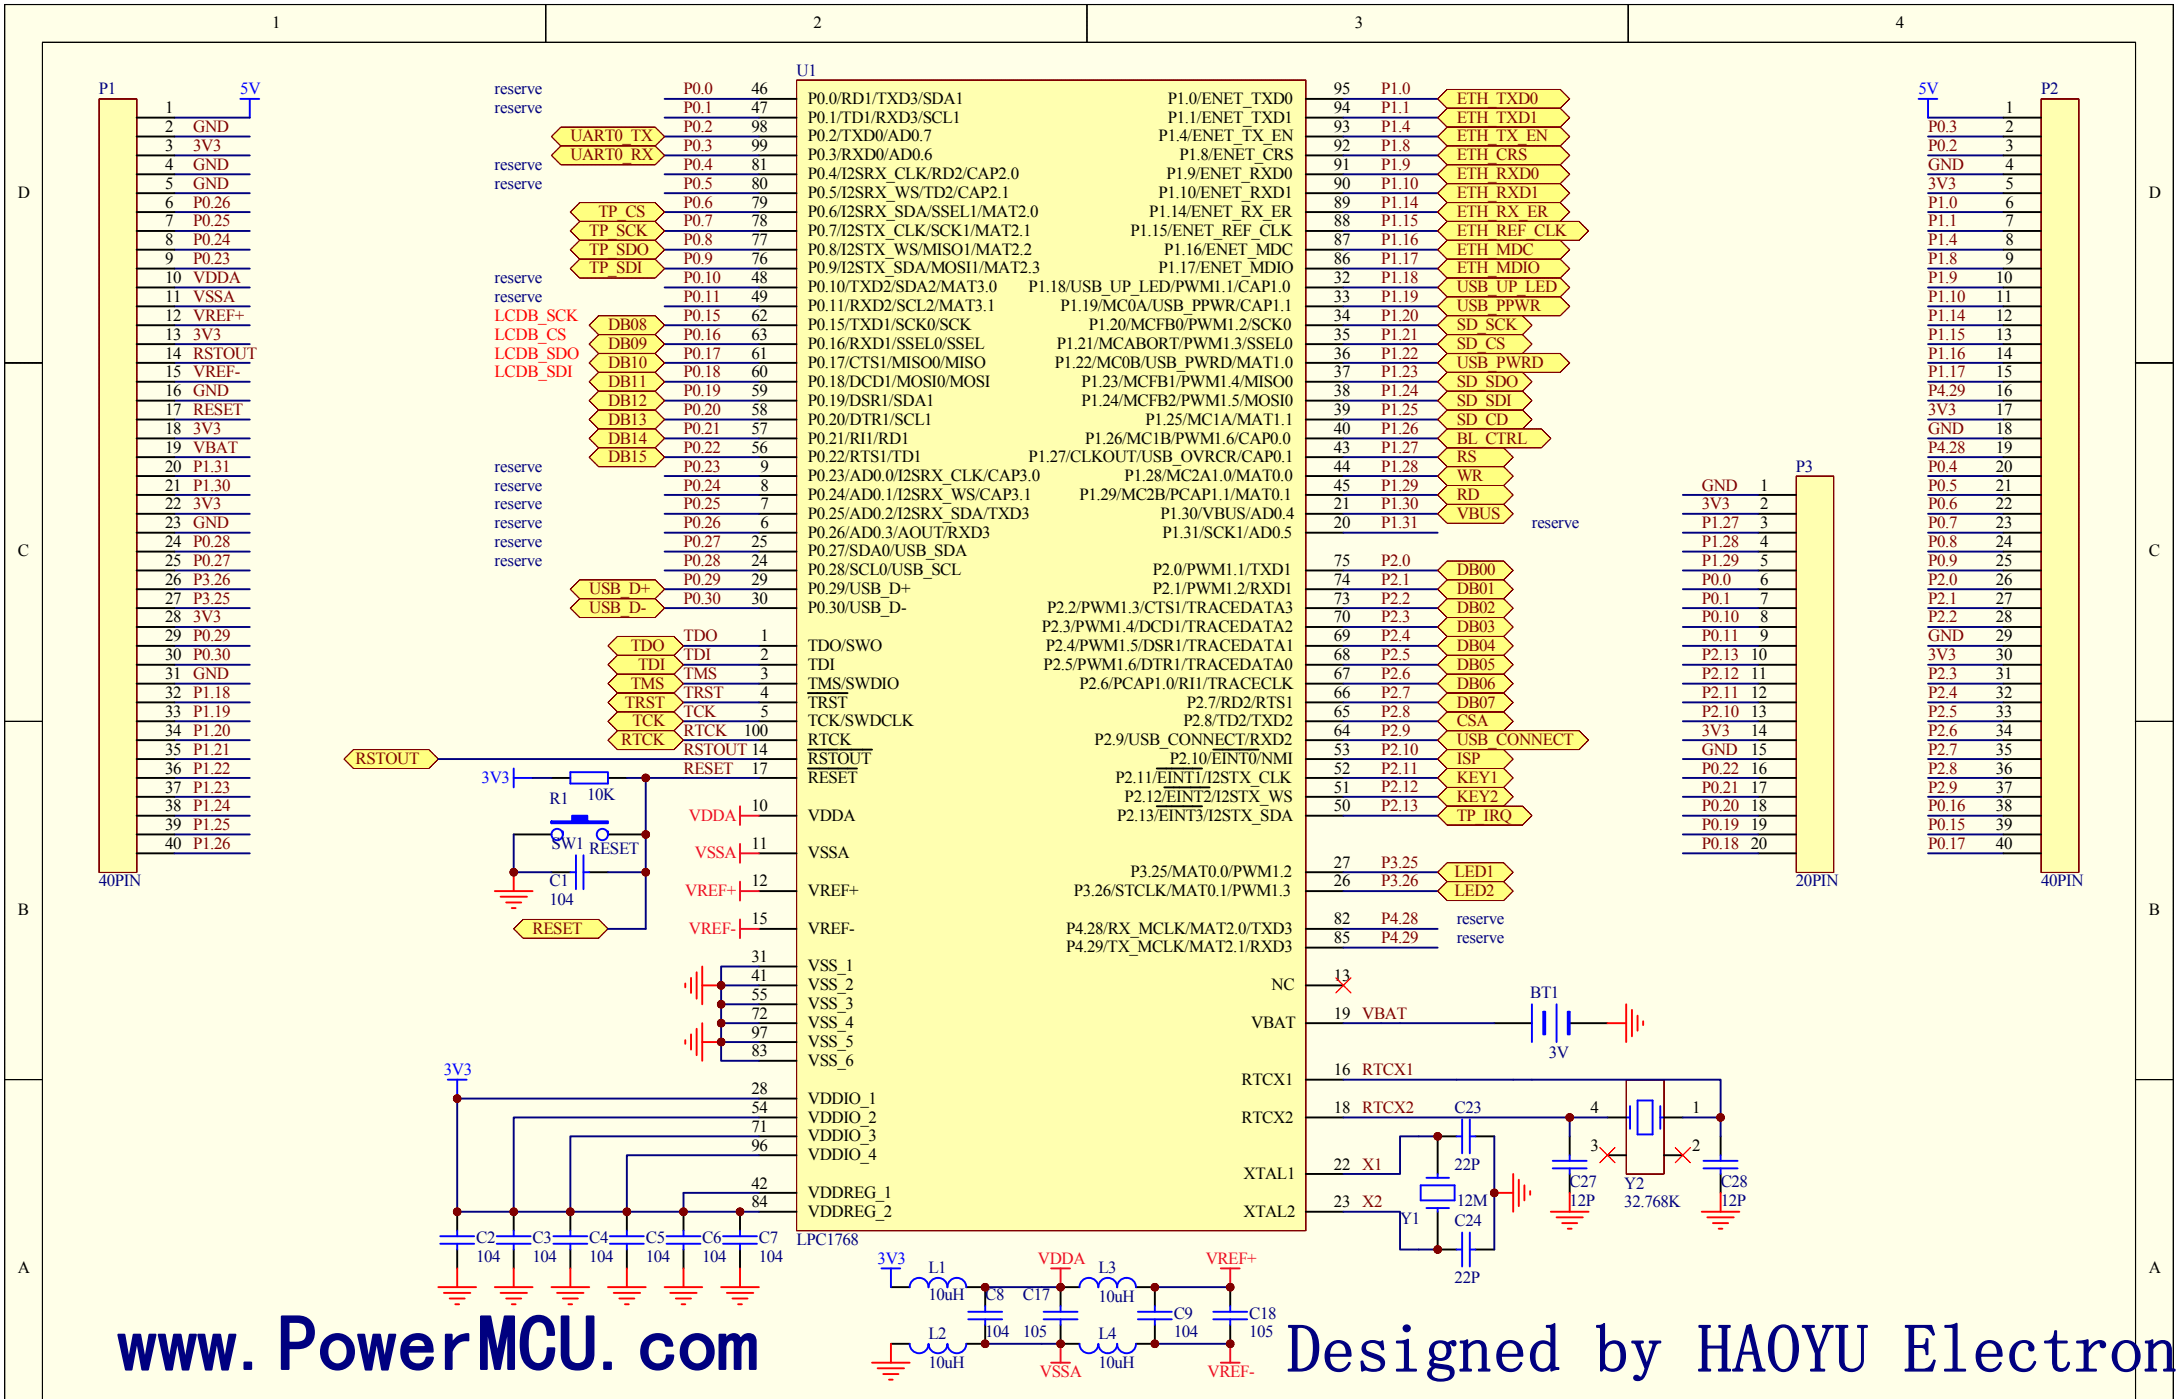 1 2 3 4
D
C
B
A
D
C
B
A
P1
5V
1
2 GND
3 3V3
4 GND
5 GND
6 P0.26
7 P0.25
8 P0.24
9 P0.23
10 VDDA
11 VSSA
12 VREF+
13 3V3
14 RSTOUT
15 VREF-
16 GND
17 RESET
18 3V3
19 VBAT
20 P1.31
21 P1.30
22 3V3
23 GND
24 P0.28
25 P0.27
26 P3.26
27 P3.25
28 3V3
29 P0.29
30 P0.30
31 GND
32 P1.18
33 P1.19
34 P1.20
35 P1.21
36 P1.22
37 P1.23
38 P1.24
39 P1.25
40 P1.26
40PIN
U1
reserve P0.0 46 P0.0/RD1/TXD3/SDA1
reserve P0.1 47 P0.1/TD1/RXD3/SCL1
UART0_TX P0.2 98 P0.2/TXD0/AD0.7
UART0_RX P0.3 99 P0.3/RXD0/AD0.6
reserve P0.4 81 P0.4/I2SRX_CLK/RD2/CAP2.0
reserve P0.5 80 P0.5/I2SRX_WS/TD2/CAP2.1
TP_CS P0.6 79 P0.6/I2SRX_SDA/SSEL1/MAT2.0
TP_SCK P0.7 78 P0.7/I2STX_CLK/SCK1/MAT2.1
TP_SDO P0.8 77 P0.8/I2STX_WS/MISO1/MAT2.2
TP_SDI P0.9 76 P0.9/I2STX_SDA/MOSI1/MAT2.3
reserve P0.10 48 P0.10/TXD2/SDA2/MAT3.0
reserve P0.11 49 P0.11/RXD2/SCL2/MAT3.1
LCDB_SCK DB08 P0.15 62 P0.15/TXD1/SCK0/SCK
LCDB_CS DB09 P0.16 63 P0.16/RXD1/SSEL0/SSEL
LCDB_SDO DB10 P0.17 61 P0.17/CTS1/MISO0/MISO
LCDB_SDI DB11 P0.18 60 P0.18/DCD1/MOSI0/MOSI
DB12 P0.19 59 P0.19/DSR1/SDA1
DB13 P0.20 58 P0.20/DTR1/SCL1
DB14 P0.21 57 P0.21/RI1/RD1
DB15 P0.22 56 P0.22/RTS1/TD1
reserve P0.23 9 P0.23/AD0.0/I2SRX_CLK/CAP3.0
reserve P0.24 8 P0.24/AD0.1/I2SRX_WS/CAP3.1
reserve P0.25 7 P0.25/AD0.2/I2SRX_SDA/TXD3
reserve P0.26 6 P0.26/AD0.3/AOUT/RXD3
reserve P0.27 25 P0.27/SDA0/USB_SDA
reserve P0.28 24 P0.28/SCL0/USB_SCL
USB_D+ P0.29 29 P0.29/USB_D+
USB_D- P0.30 30 P0.30/USB_D-
TDO TDO 1 TDO/SWO
TDI TDI 2 TDI
TMS TMS 3 TMS/SWDIO
TRST TRST 4 TRST
TCK TCK 5 TCK/SWDCLK
RTCK RTCK 100 RTCK
RSTOUT RSTOUT 14 RSTOUT
3V3 RESET 17 RESET
R1 10K
SW1 RESET
C1
104
RESET
VDDA 10 VDDA
VSSA 11 VSSA
VREF+ 12 VREF+
VREF- 15 VREF-
31 VSS_1
41 VSS_2
55 VSS_3
72 VSS_4
97 VSS_5
83 VSS_6
3V3
28 VDDIO_1
54 VDDIO_2
71 VDDIO_3
96 VDDIO_4
42 VDDREG_1
84 VDDREG_2
C2 C3 C4 C5 C6 C7
104 104 104 104 104 104
LPC1768
P1.0/ENET_TXD0 95 P1.0 ETH_TXD0
P1.1/ENET_TXD1 94 P1.1 ETH_TXD1
P1.4/ENET_TX_EN 93 P1.4 ETH_TX_EN
P1.8/ENET_CRS 92 P1.8 ETH_CRS
P1.9/ENET_RXD0 91 P1.9 ETH_RXD0
P1.10/ENET_RXD1 90 P1.10 ETH_RXD1
P1.14/ENET_RX_ER 89 P1.14 ETH_RX_ER
P1.15/ENET_REF_CLK 88 P1.15 ETH_REF_CLK
P1.16/ENET_MDC 87 P1.16 ETH_MDC
P1.17/ENET_MDIO 86 P1.17 ETH_MDIO
P1.18/USB_UP_LED/PWM1.1/CAP1.0 32 P1.18 USB_UP_LED
P1.19/MC0A/USB_PPWR/CAP1.1 33 P1.19 USB_PPWR
P1.20/MCFB0/PWM1.2/SCK0 34 P1.20 SD_SCK
P1.21/MCABORT/PWM1.3/SSEL0 35 P1.21 SD_CS
P1.22/MC0B/USB_PWRD/MAT1.0 36 P1.22 USB_PWRD
P1.23/MCFB1/PWM1.4/MISO0 37 P1.23 SD_SDO
P1.24/MCFB2/PWM1.5/MOSI0 38 P1.24 SD_SDI
P1.25/MC1A/MAT1.1 39 P1.25 SD_CD
P1.26/MC1B/PWM1.6/CAP0.0 40 P1.26 BL_CTRL
P1.27/CLKOUT/USB_OVRCR/CAP0.1 43 P1.27 RS
P1.28/MC2A1.0/MAT0.0 44 P1.28 WR
P1.29/MC2B/PCAP1.1/MAT0.1 45 P1.29 RD
P1.30/VBUS/AD0.4 21 P1.30 VBUS
P1.31/SCK1/AD0.5 20 P1.31 reserve
P2.0/PWM1.1/TXD1 75 P2.0 DB00
P2.1/PWM1.2/RXD1 74 P2.1 DB01
P2.2/PWM1.3/CTS1/TRACEDATA3 73 P2.2 DB02
P2.3/PWM1.4/DCD1/TRACEDATA2 70 P2.3 DB03
P2.4/PWM1.5/DSR1/TRACEDATA1 69 P2.4 DB04
P2.5/PWM1.6/DTR1/TRACEDATA0 68 P2.5 DB05
P2.6/PCAP1.0/RI1/TRACECLK 67 P2.6 DB06
P2.7/RD2/RTS1 66 P2.7 DB07
P2.8/TD2/TXD2 65 P2.8 CSA
P2.9/USB_CONNECT/RXD2 64 P2.9 USB_CONNECT
P2.10/EINT0/NMI 53 P2.10 ISP
P2.11/EINT1/I2STX_CLK 52 P2.11 KEY1
P2.12/EINT2/I2STX_WS 51 P2.12 KEY2
P2.13/EINT3/I2STX_SDA 50 P2.13 TP_IRQ
P3.25/MAT0.0/PWM1.2 27 P3.25 LED1
P3.26/STCLK/MAT0.1/PWM1.3 26 P3.26 LED2
P4.28/RX_MCLK/MAT2.0/TXD3 82 P4.28 reserve
P4.29/TX_MCLK/MAT2.1/RXD3 85 P4.29 reserve
NC 13
VBAT 19 VBAT
BT1
3V
RTCX1 16 RTCX1
RTCX2 18 RTCX2
XTAL1 22 X1
XTAL2 23 X2
C23
22P
12M
Y1
C24
22P
4 1
3 2
C27
12P
Y2
32.768K
C28
12P
P3
GND 1
3V3 2
P1.27 3
P1.28 4
P1.29 5
P0.0 6
P0.1 7
P0.10 8
P0.11 9
P2.13 10
P2.12 11
P2.11 12
P2.10 13
3V3 14
GND 15
P0.22 16
P0.21 17
P0.20 18
P0.19 19
P0.18 20
20PIN
5V
P2
1
P0.3 2
P0.2 3
GND 4
3V3 5
P1.0 6
P1.1 7
P1.4 8
P1.8 9
P1.9 10
P1.10 11
P1.14 12
P1.15 13
P1.16 14
P1.17 15
P4.29 16
3V3 17
GND 18
P4.28 19
P0.4 20
P0.5 21
P0.6 22
P0.7 23
P0.8 24
P0.9 25
P2.0 26
P2.1 27
P2.2 28
GND 29
3V3 30
P2.3 31
P2.4 32
P2.5 33
P2.6 34
P2.7 35
P2.8 36
P2.9 37
P0.16 38
P0.15 39
P0.17 40
40PIN
3V3 L1 VDDA L3 VREF+
10uH C8 C17 10uH C9 C18
104 105 104 105
L2 L4
10uH VSSA 10uH VREF-
www.PowerMCU.com
Designed by HAOYU Electron